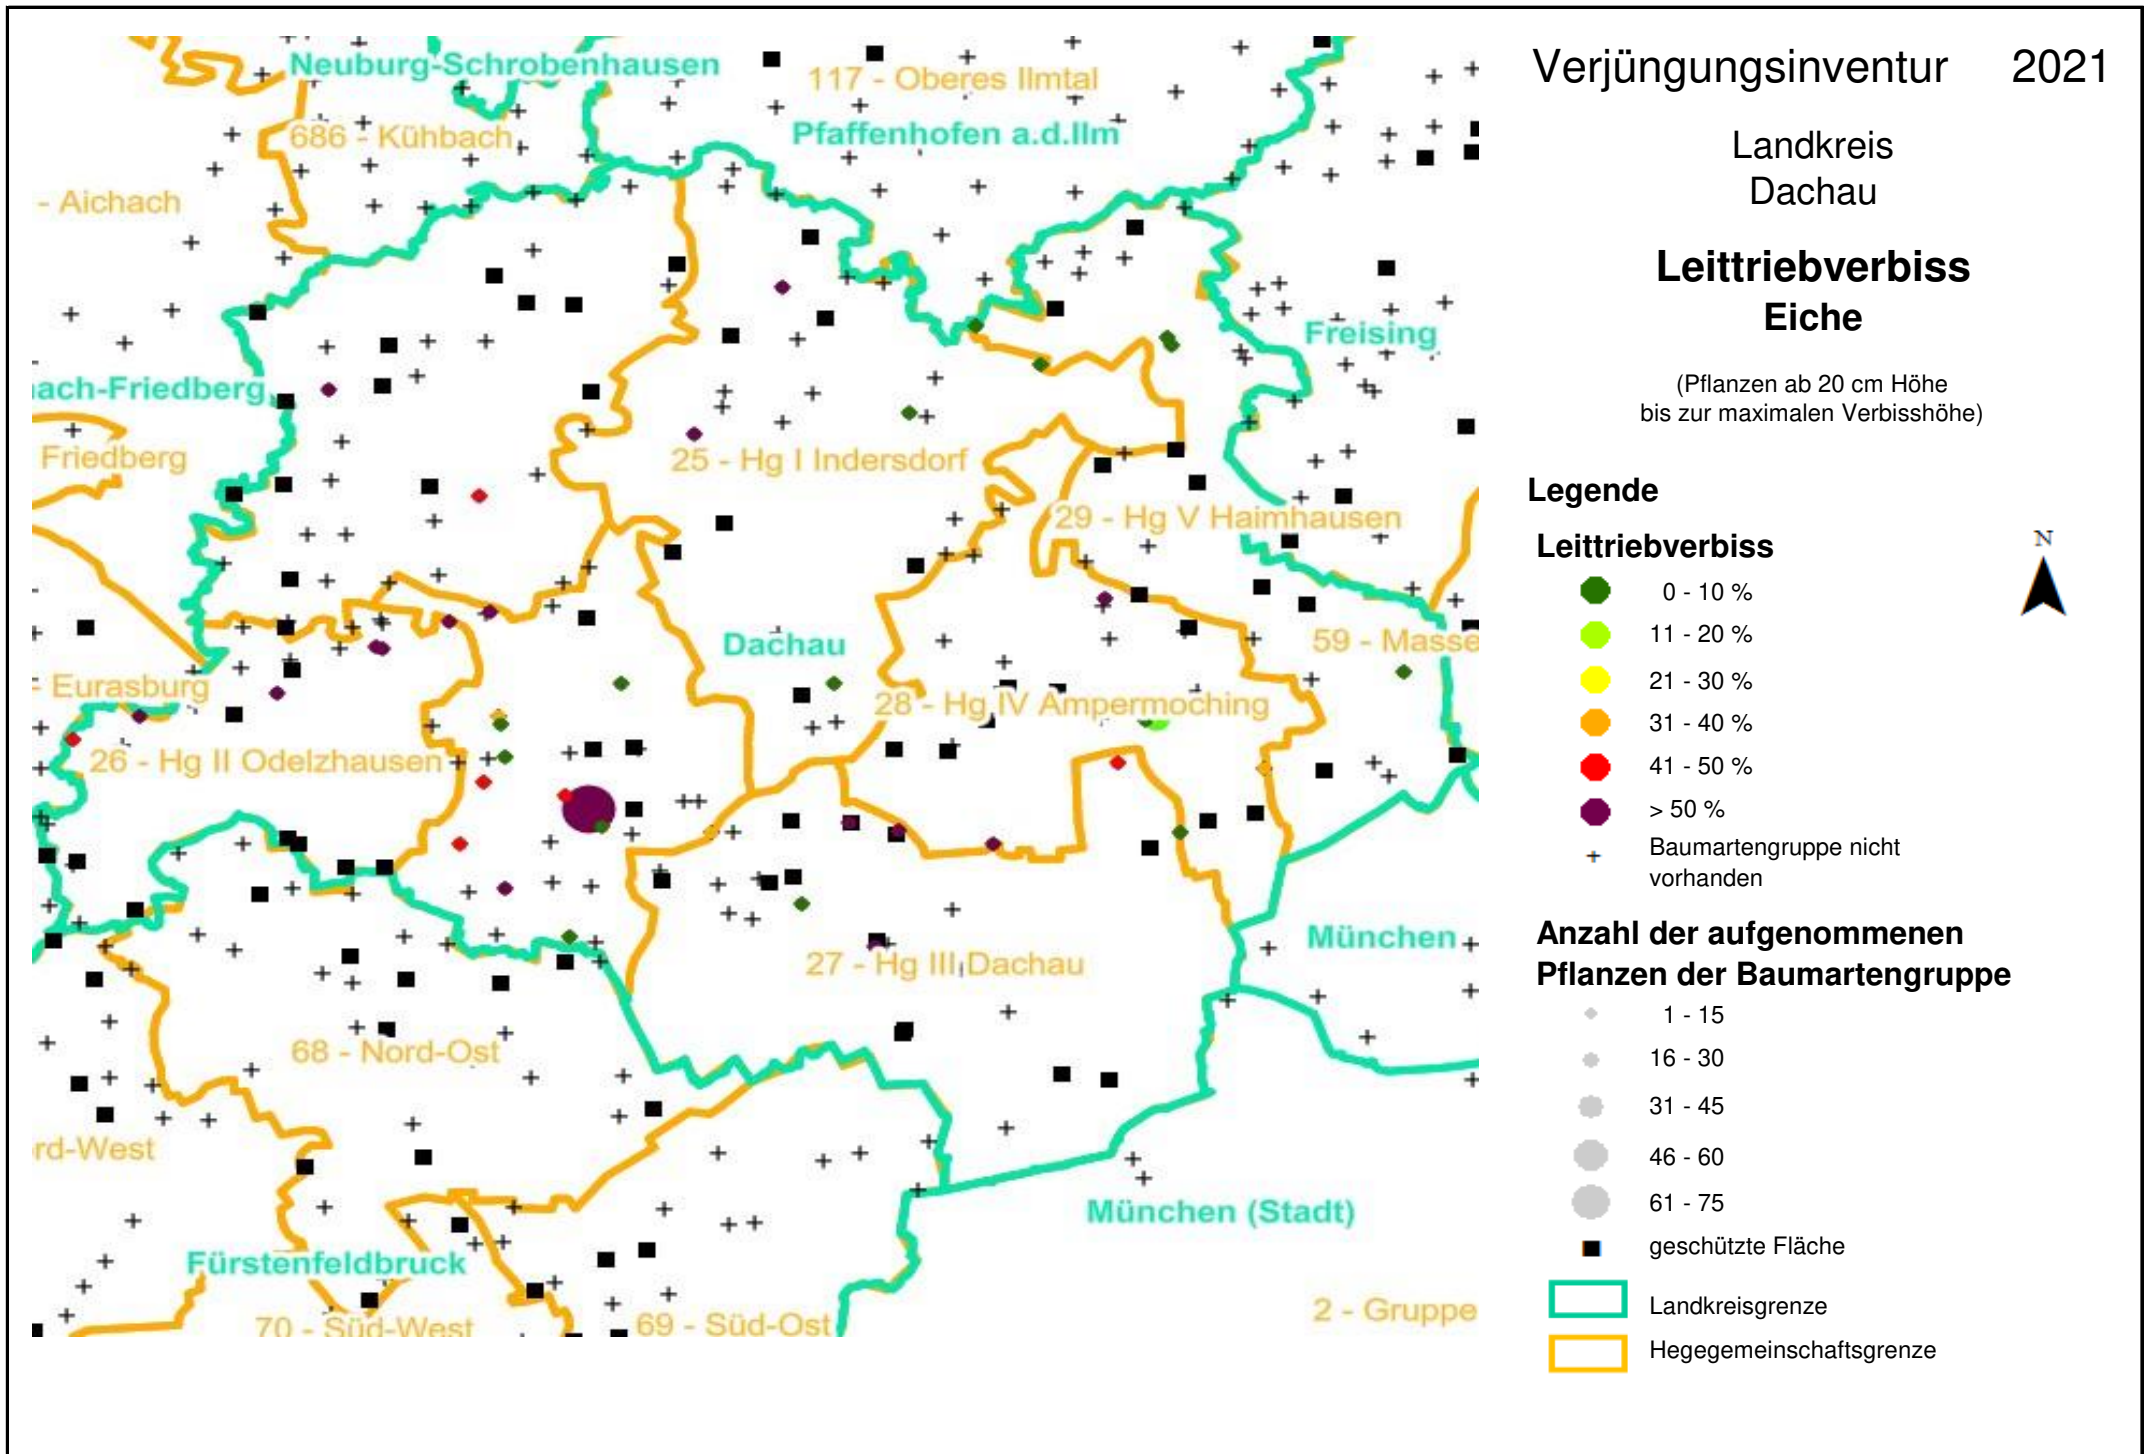 Verjüngungsinventur 2021
Landkreis
Dachau
Leittriebverbiss
Eiche
(Pflanzen ab 20 cm Höhe
bis zur maximalen Verbisshöhe)
Legende
Leittriebverbiss
0 - 10 %
11 - 20 %
21 - 30 %
31 - 40 %
41 - 50 %
> 50 %
Baumartengruppe nicht
vorhanden
Anzahl der aufgenommenen
Pflanzen der Baumartengruppe
1 - 15
16 - 30
31 - 45
46 - 60
61 - 75
geschützte Fläche
Landkreisgrenze
Hegegemeinschaftsgrenze
N
Neuburg-Schrobenhausen
117 - Oberes Ilmtal
686 - Kühbach
Pfaffenhofen a.d.Ilm
- Aichach
Freising
ach-Friedberg
Friedberg
25 - Hg I Indersdorf
29 - Hg V Haimhausen
Dachau
59 - Masse
- Eurasburg
28 - Hg IV Ampermoching
26 - Hg II Odelzhausen
München
27 - Hg III Dachau
68 - Nord-Ost
rd-West
München (Stadt)
Fürstenfeldbruck
70 - Süd-West
69 - Süd-Ost
2 - Gruppe